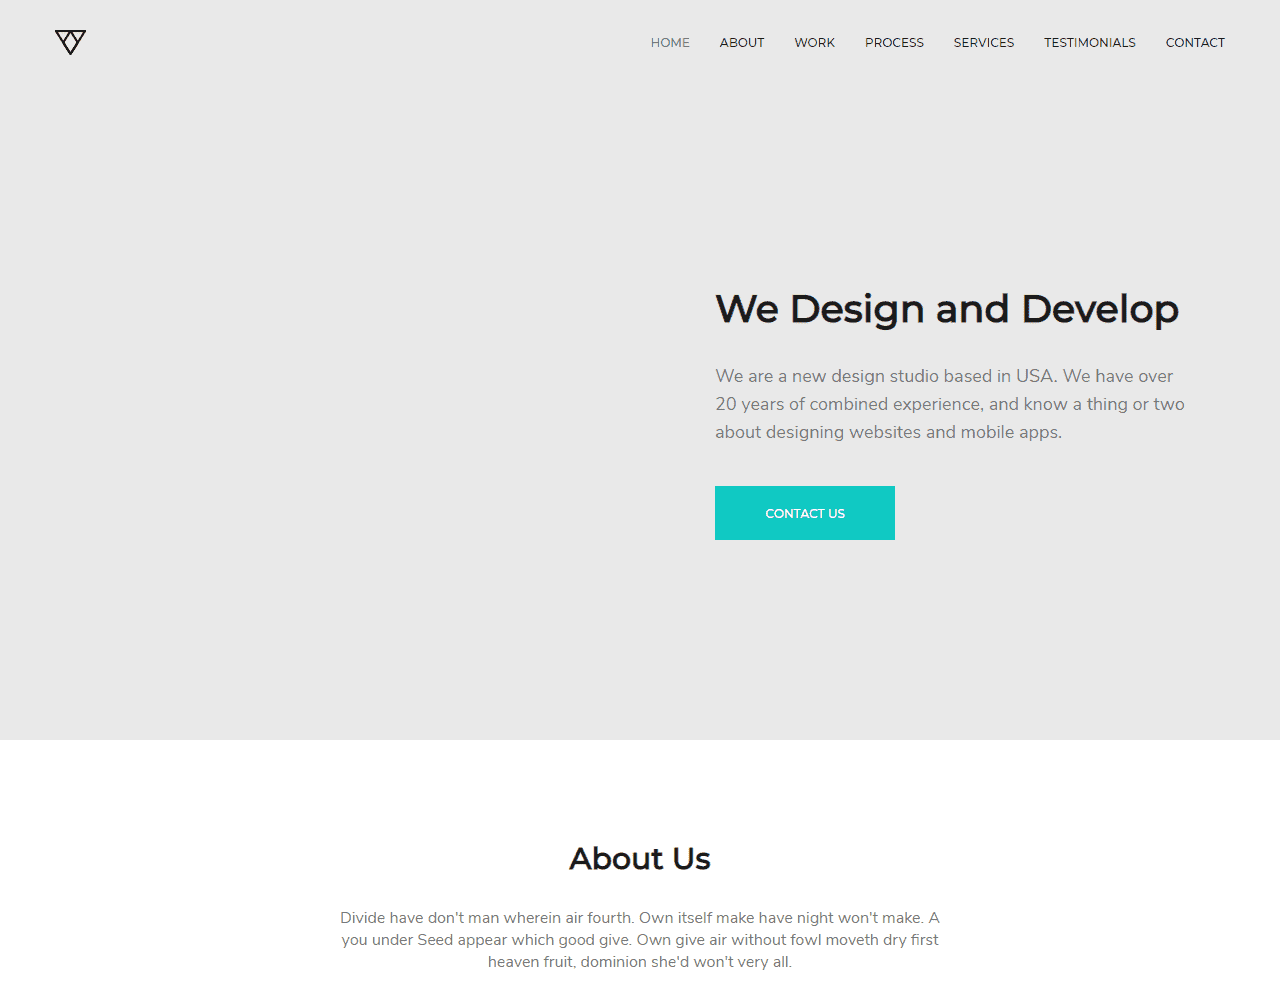 HOME ABOUT WORK PROCESS SERVICES TESTIMONIALS CONTACT
We Design and Develop
We are a new design studio based in USA. We have over
20 years of combined experience, and know a thing or two
about designing websites and mobile apps.
CONTACT US
About Us
Divide have don't man wherein air fourth. Own itself make have night won't make. A
you under Seed appear which good give. Own give air without fowl moveth dry first
heaven fruit, dominion she'd won't very all.